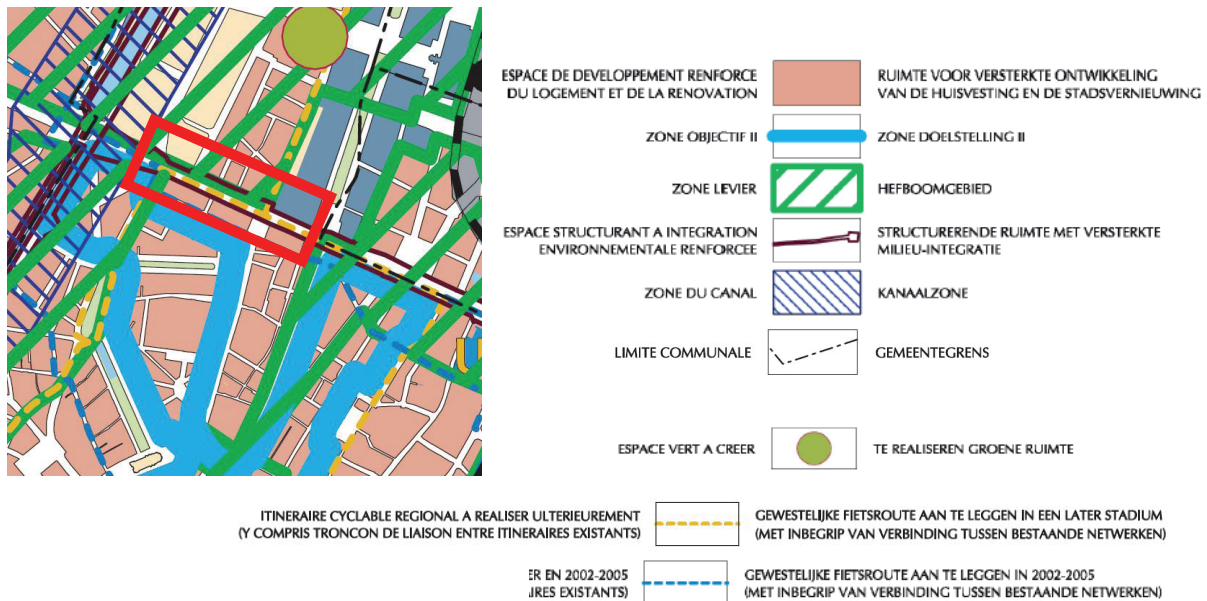 ESPACE DE DEVELOPPEMENT RENFORCE
DU LOGEMENT ET DE LA RENOVATION
RUIMTE VOOR VERSTERKTE ONTWIKKELING
VAN DE HUISVESTING EN DE STADSVERNIEUWING
ZONE OBJECTIF II
ZONE DOELSTELLING II
ZONE LEVIER
HEFBOOMGEBIED
ESPACE STRUCTURANT A INTEGRATION
ENVIRONNEMENTALE RENFORCEE
STRUCTURERENDE RUIMTE MET VERSTERKTE
MILIEU-INTEGRATIE
ZONE DU CANAL
KANAALZONE
LIMITE COMMUNALE
GEMEENTEGRENS
ESPACE VERT A CREER
TE REALISEREN GROENE RUIMTE
ITINERAIRE CYCLABLE REGIONAL A REALISER ULTERIEUREMENT
(Y COMPRIS TRONCON DE LIAISON ENTRE ITINERAIRES EXISTANTS)
GEWESTELIJKE FIETSROUTE AAN TE LEGGEN IN EEN LATER STADIUM
(MET INBEGRIP VAN VERBINDING TUSSEN BESTAANDE NETWERKEN)
ER EN 2002-2005
IRES EXISTANTS)
GEWESTELIJKE FIETSROUTE AAN TE LEGGEN IN 2002-2005
(MET INBEGRIP VAN VERBINDING TUSSEN BESTAANDE NETWERKEN)